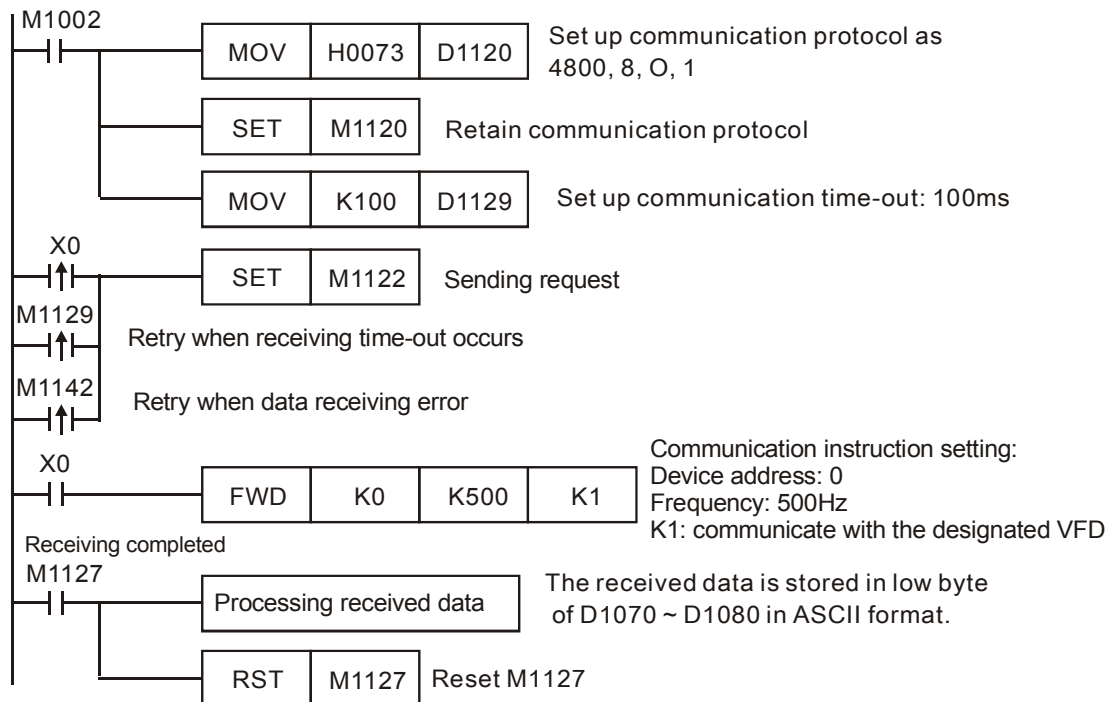 M1002
MOV H0073 D1120
Set up communication protocol as
4800, 8, O, 1
SET M1120
Retain communication protocol
MOV K100 D1129
Set up communication time-out: 100ms
X0
SET M1122
Sending request
M1129
Retry when receiving time-out occurs
M1142
Retry when data receiving error
X0
FWD K0 K500 K1
Communication instruction setting:
Device address: 0
Frequency: 500Hz
K1: communicate with the designated VFD
Receiving completed
M1127
Processing received data
The received data is stored in low byte
of D1070 ~ D1080 in ASCII format.
RST M1127
Reset M1127